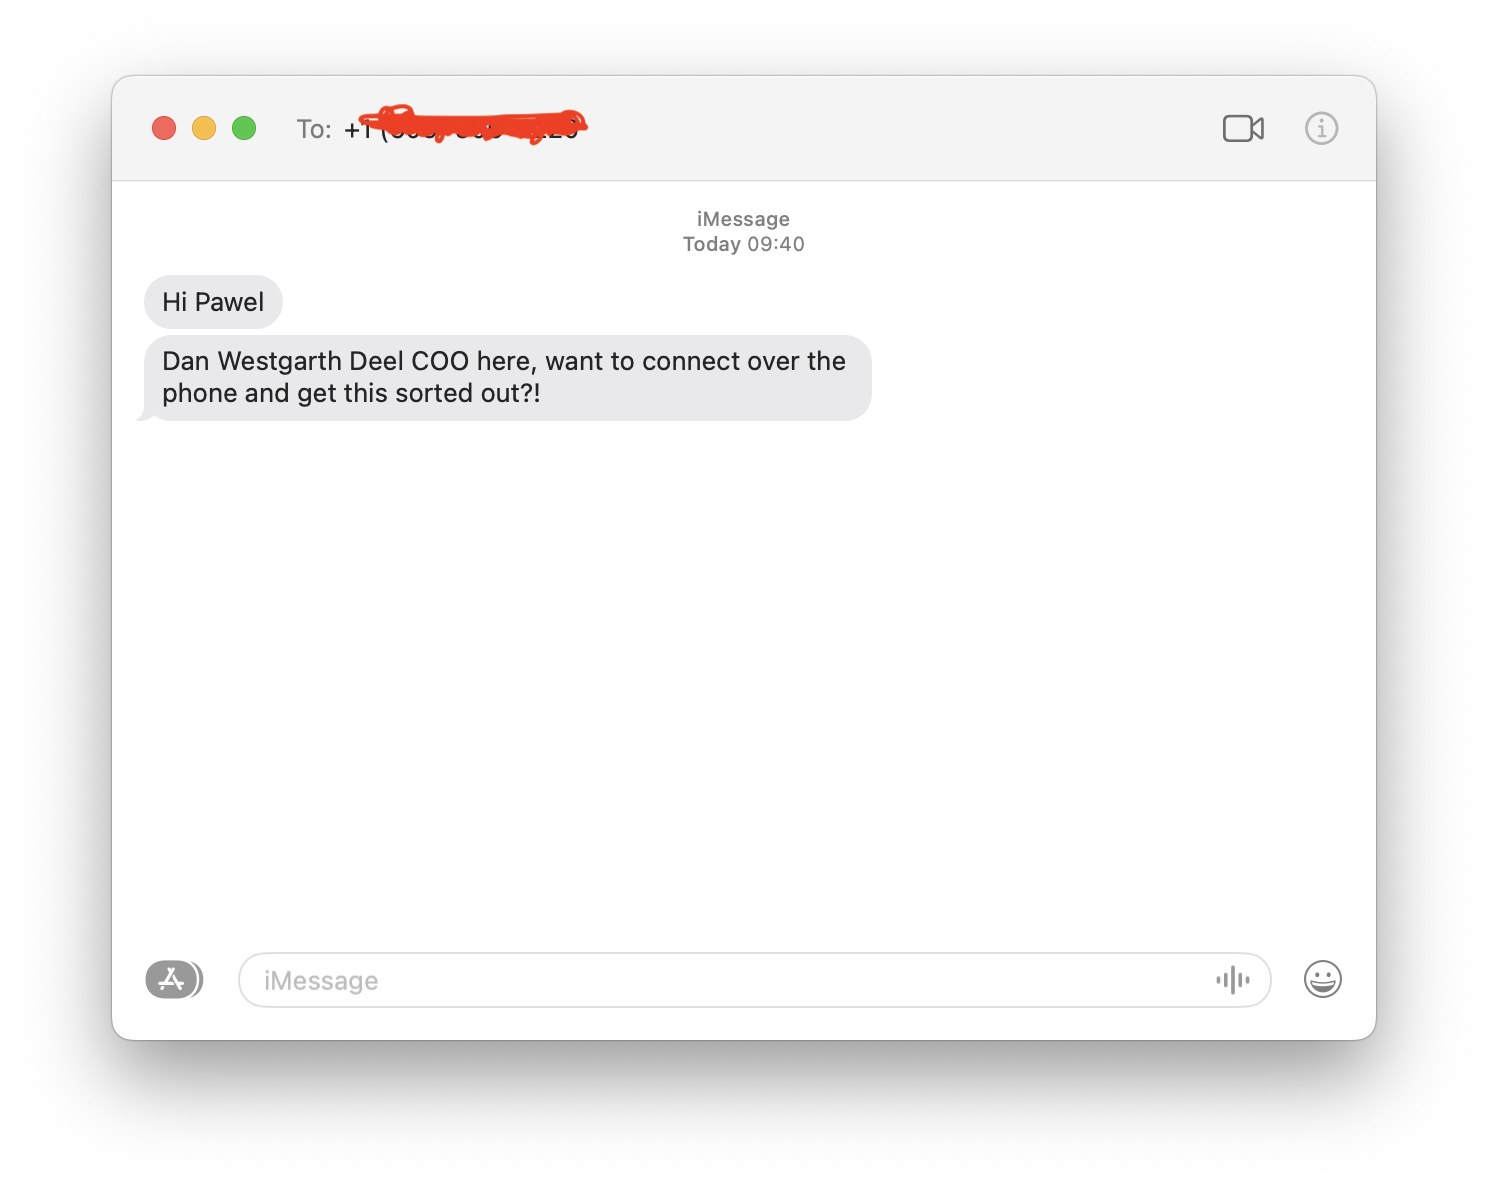 To: +1
iMessage
Today 09:40
Hi Pawel
Dan Westgarth Deel COO here, want to connect over the
phone and get this sorted out?!
iMessage